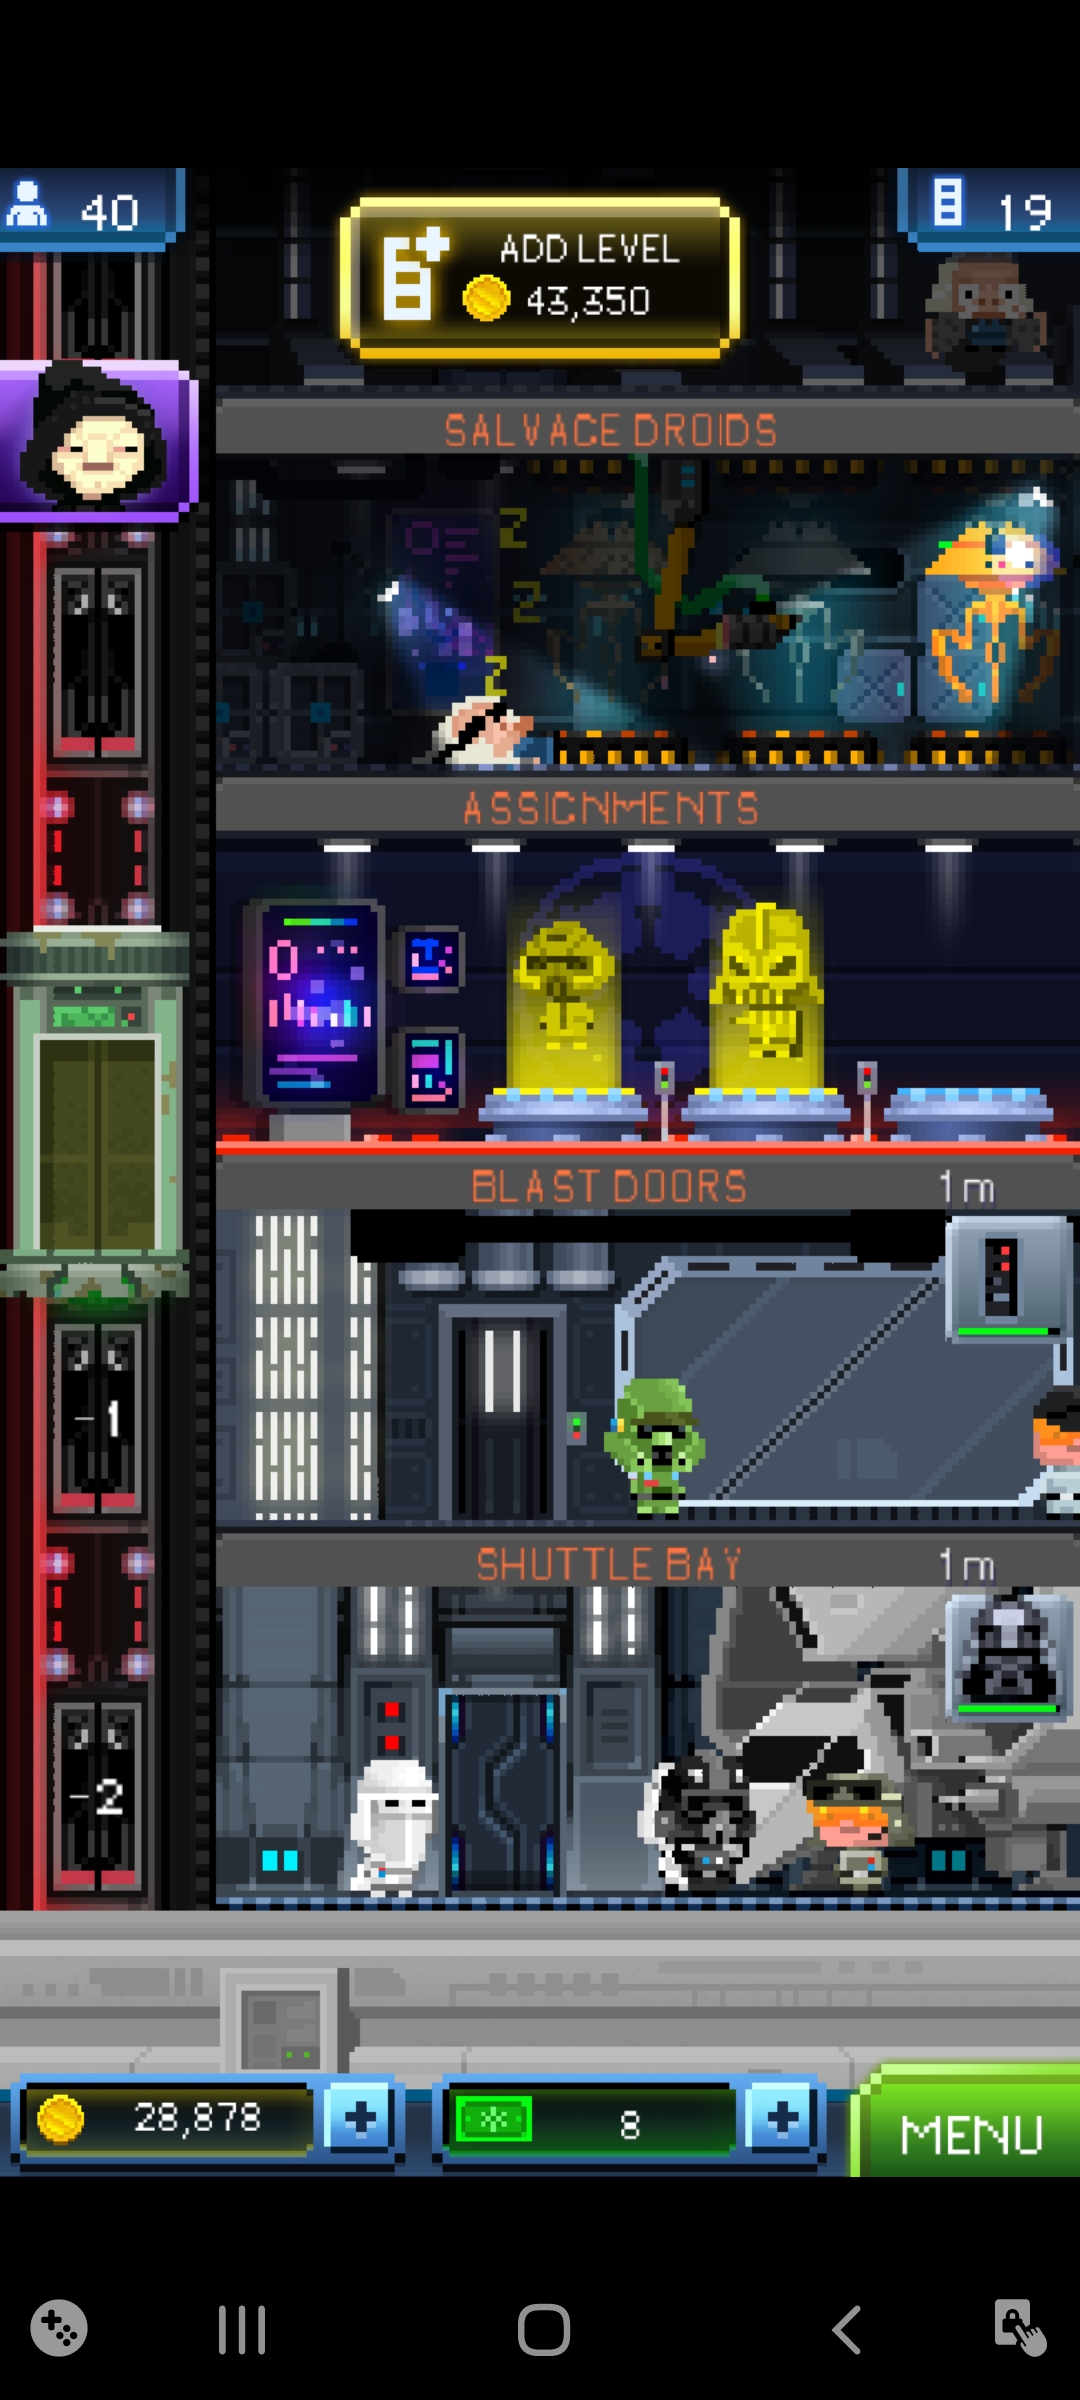 40
ADD LEVEL
43,350
19
SALVAGE DROIDS
Z
Z
Z
ASSIGNMENTS
BLAST DOORS 1m
-1
SHUTTLE BAY 1m
-2
28,878
8
MENU